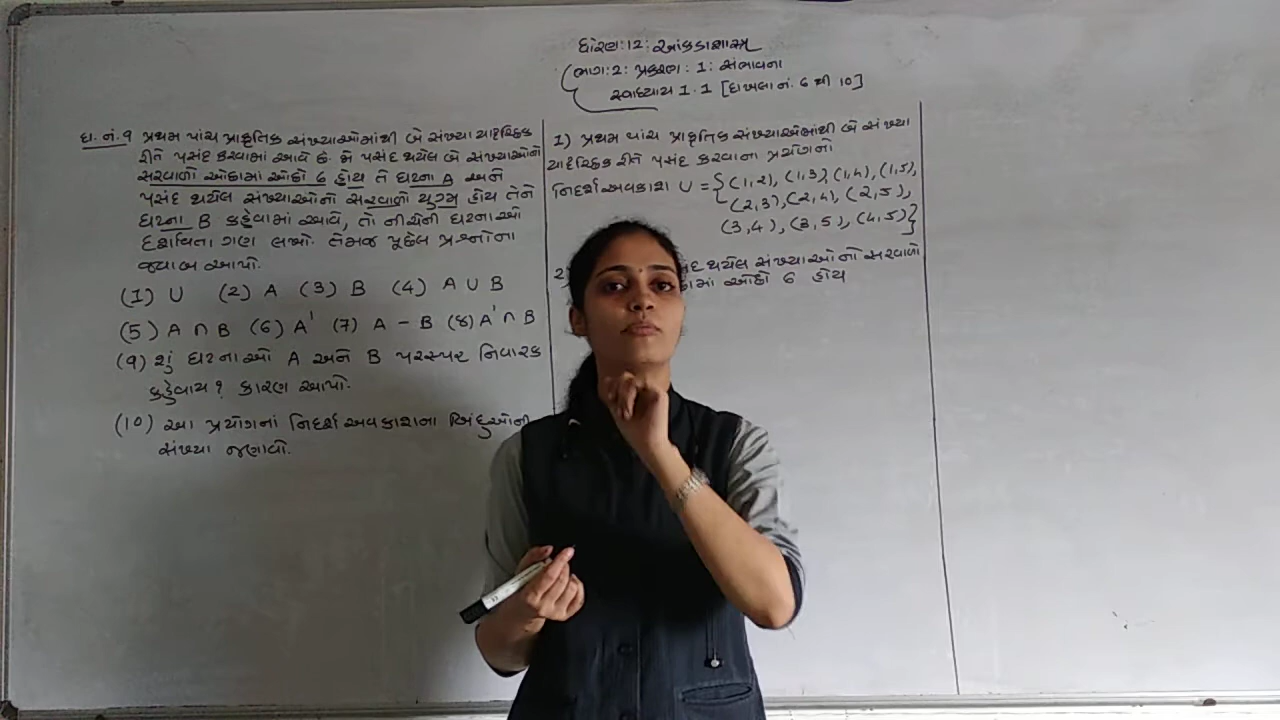 ધોરણ:12: આંકડાશાસ્ત્ર
ભાગ:2: પ્રકરણ: 1: સંભાવના
સ્વાધ્યાય 1.1 [દાખલા નં. 6 થી 10]
દા. નં. 9 પ્રથમ પાંચ પ્રાકૃતિક સંખ્યાઓમાંથી બે સંખ્યા યાદચ્છિક
રીતે પસંદ કરવામાં આવે છે. જો પસંદ થયેલ બે સંખ્યાઓનો
સરવાળો ઓછામાં ઓછો 6 હોય તે ઘટના A અને
પસંદ થયેલ સંખ્યાઓનો સરવાળો યુગ્મ હોય તેને
ઘટના B કહેવામાં આવે, તો નીચેની ઘટનાઓ
દર્શાવતા ગણ લખો. તેમજ પૂછેલ પ્રશ્નોના
જવાબ આપો.
(1) U (2) A (3) B (4) A ∪ B
(5) A ∩ B (6) A' (7) A - B (8) A' ∩ B
(9) શું ઘટનાઓ A અને B પરસ્પર નિવારક
કહેવાય? કારણ આપો.
(10) આ પ્રયોગનાં નિદર્શ અવકાશના બિંદુઓની
સંખ્યા જણાવો.
1) પ્રથમ પાંચ પ્રાકૃતિક સંખ્યાઓમાંથી બે સંખ્યા
યાદચ્છિક રીતે પસંદ કરવાના પ્રયોગનો
નિદર્શ અવકાશ U = {(1,2), (1,3), (1,4), (1,5),
(2,3), (2,4), (2,5),
(3,4), (3,5), (4,5)}
2) થયેલ સંખ્યાઓનો સરવાળો
ઓછો 6 હોય